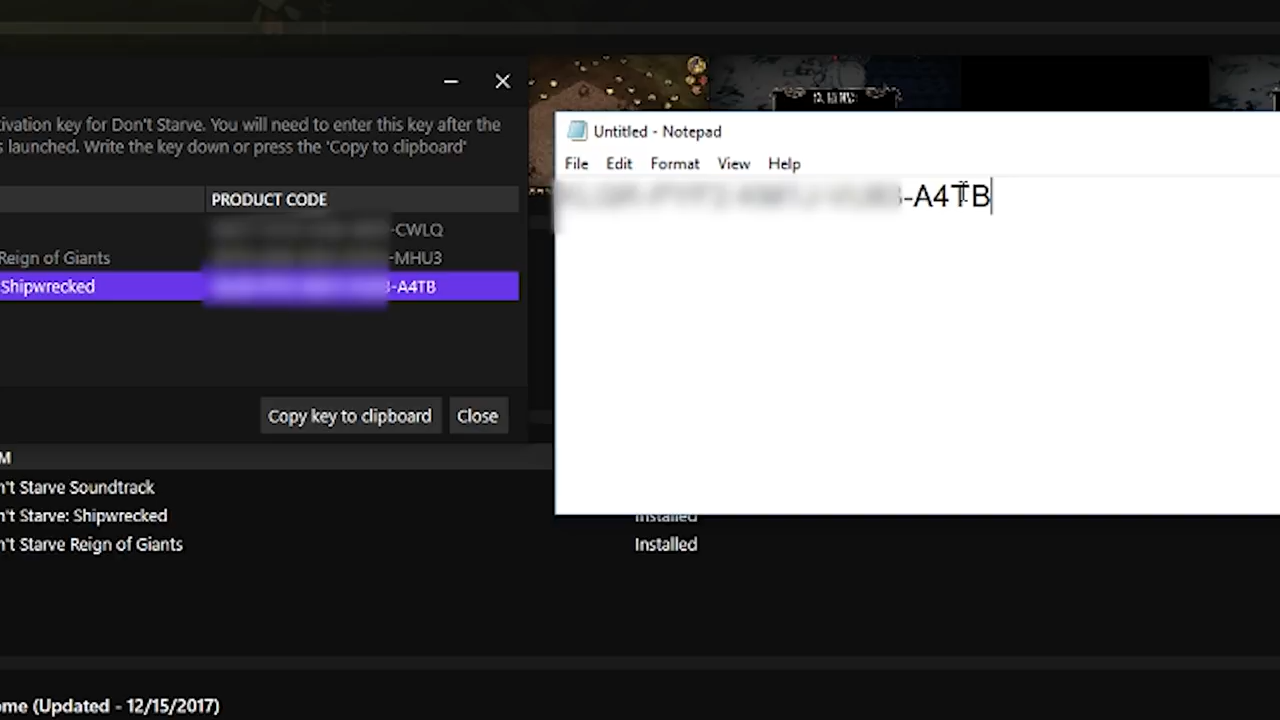 ivation key for Don't Starve. You will need to enter this key after the
s launched. Write the key down or press the 'Copy to clipboard'
PRODUCT CODE
-CWLQ
Reign of Giants -MHU3
Shipwrecked -A4TB
Copy key to clipboard Close
Untitled - Notepad
File Edit Format View Help
-A4TB
M
n't Starve Soundtrack
n't Starve: Shipwrecked Installed
n't Starve Reign of Giants Installed
ome (Updated - 12/15/2017)